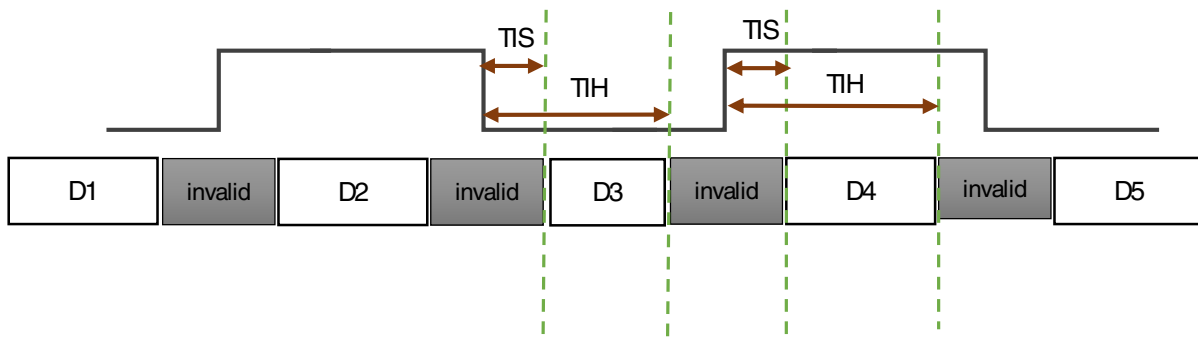 TIS
TIS
TIH
TIH
D1
invalid
D2
invalid
D3
invalid
D4
invalid
D5